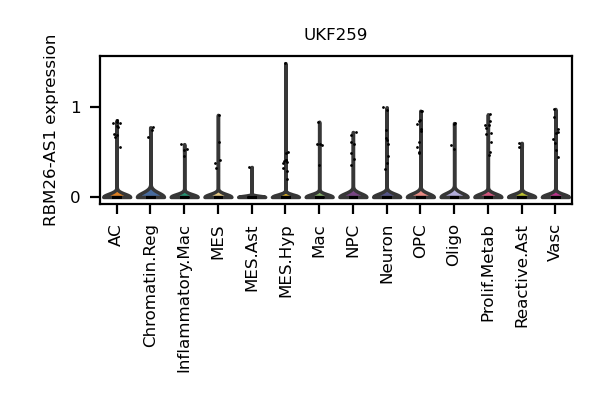 UKF259
RBM26-AS1 expression
1
0
AC
Chromatin.Reg
Inflammatory.Mac
MES
MES.Ast
MES.Hyp
Mac
NPC
Neuron
OPC
Oligo
Prolif.Metab
Reactive.Ast
Vasc